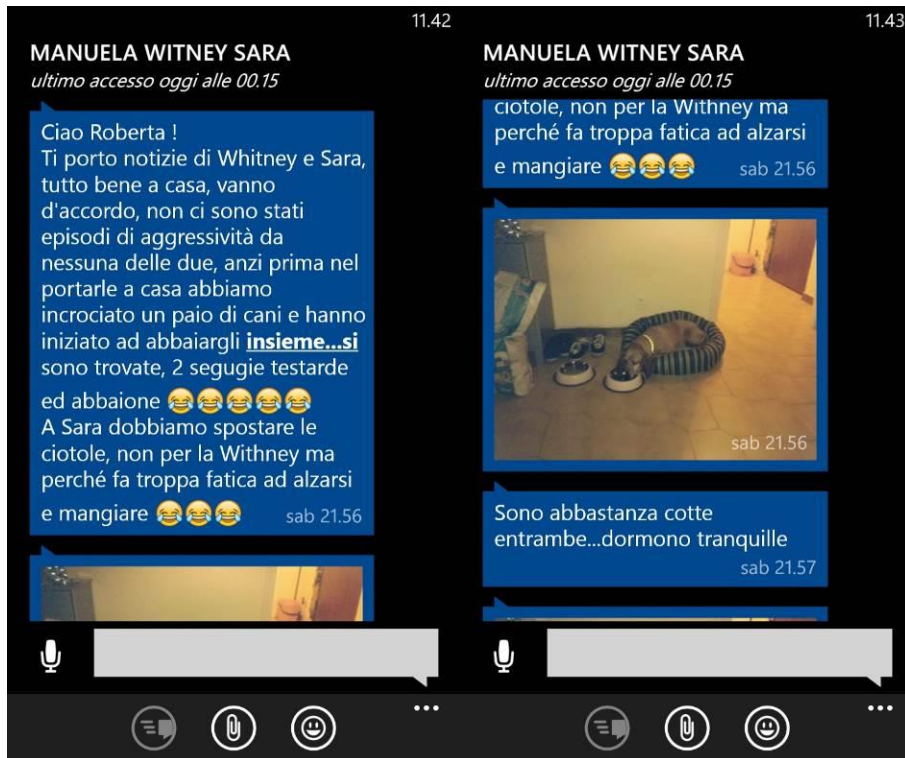 11.42
MANUELA WITNEY SARA
ultimo accesso oggi alle 00.15
Ciao Roberta !
Ti porto notizie di Whitney e Sara,
tutto bene a casa, vanno
d'accordo, non ci sono stati
episodi di aggressività da
nessuna delle due, anzi prima nel
portarle a casa abbiamo
incrociato un paio di cani e hanno
iniziato ad abbaiargli insieme...si
sono trovate, 2 segugie testarde
ed abbaione 😂😂😂😂😂
A Sara dobbiamo spostare le
ciotole, non per la Withney ma
perché fa troppa fatica ad alzarsi
e mangiare 😂😂😂 sab 21.56
11.43
MANUELA WITNEY SARA
ultimo accesso oggi alle 00.15
ciotole, non per la Withney ma
perché fa troppa fatica ad alzarsi
e mangiare 😂😂😂 sab 21.56
sab 21.56
Sono abbastanza cotte
entrambe...dormono tranquille
sab 21.57